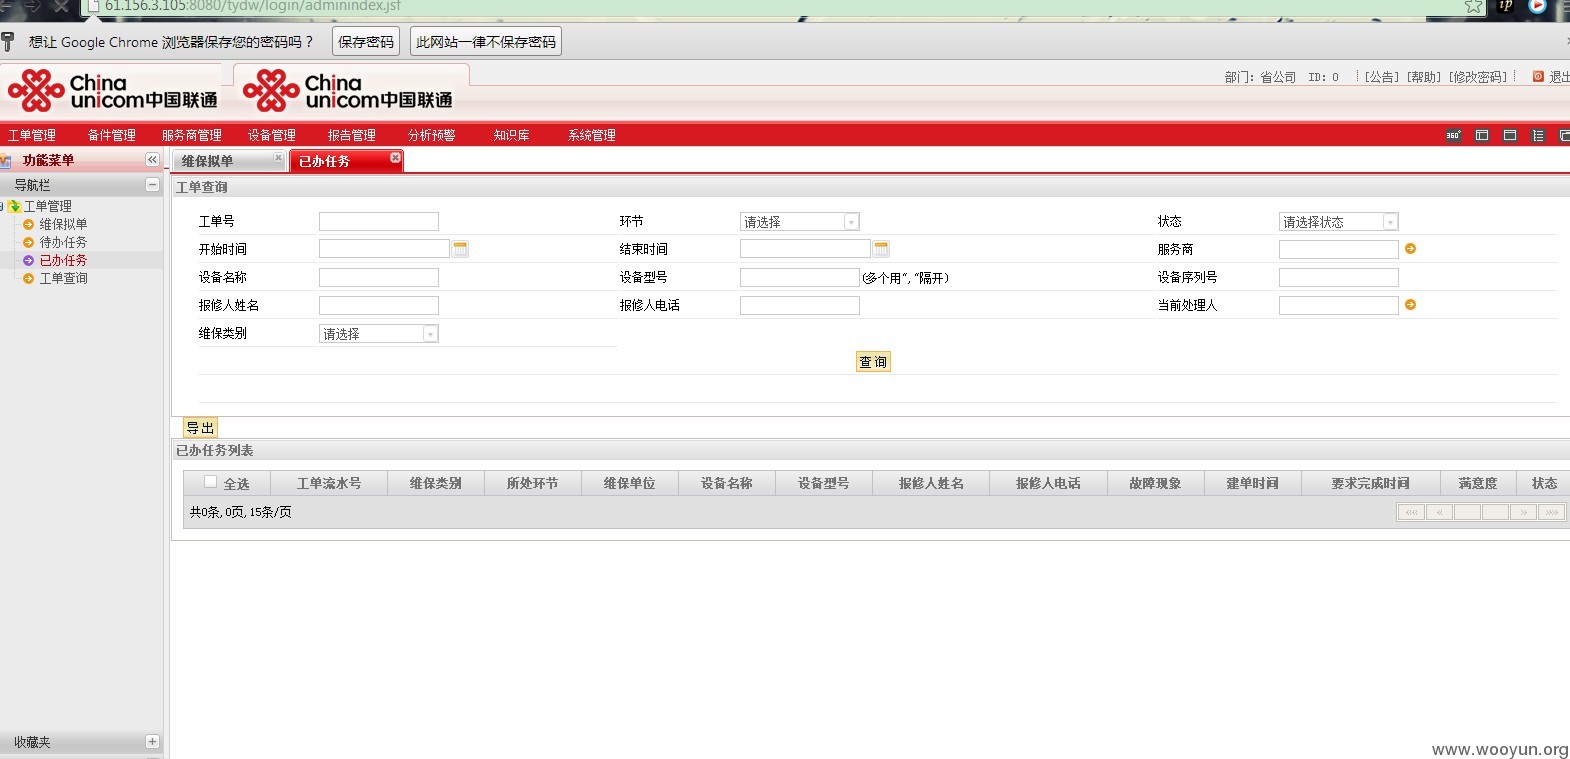 61.156.3.105:8080/tydw/login/adminindex.jsf
想让 Google Chrome 浏览器保存您的密码吗？ 保存密码 此网站一律不保存密码
China unicom中国联通 China unicom中国联通
部门：省公司 ID：0 [公告] [帮助] [修改密码] 退出
工单管理 备件管理 服务商管理 设备管理 报告管理 分析预警 知识库 系统管理
功能菜单 维保拟单 已办任务
导航栏 工单查询
工单管理
维保拟单
待办任务
已办任务
工单查询
工单号 环节 请选择 状态 请选择状态
开始时间 结束时间 服务商
设备名称 设备型号 (多个用“，”隔开) 设备序列号
报修人姓名 报修人电话 当前处理人
维保类别 请选择
查询
导出
已办任务列表
全选 工单流水号 维保类别 所处环节 维保单位 设备名称 设备型号 报修人姓名 报修人电话 故障现象 建单时间 要求完成时间 满意度 状态
共0条, 0页, 15条/页
收藏夹
www.wooyun.org